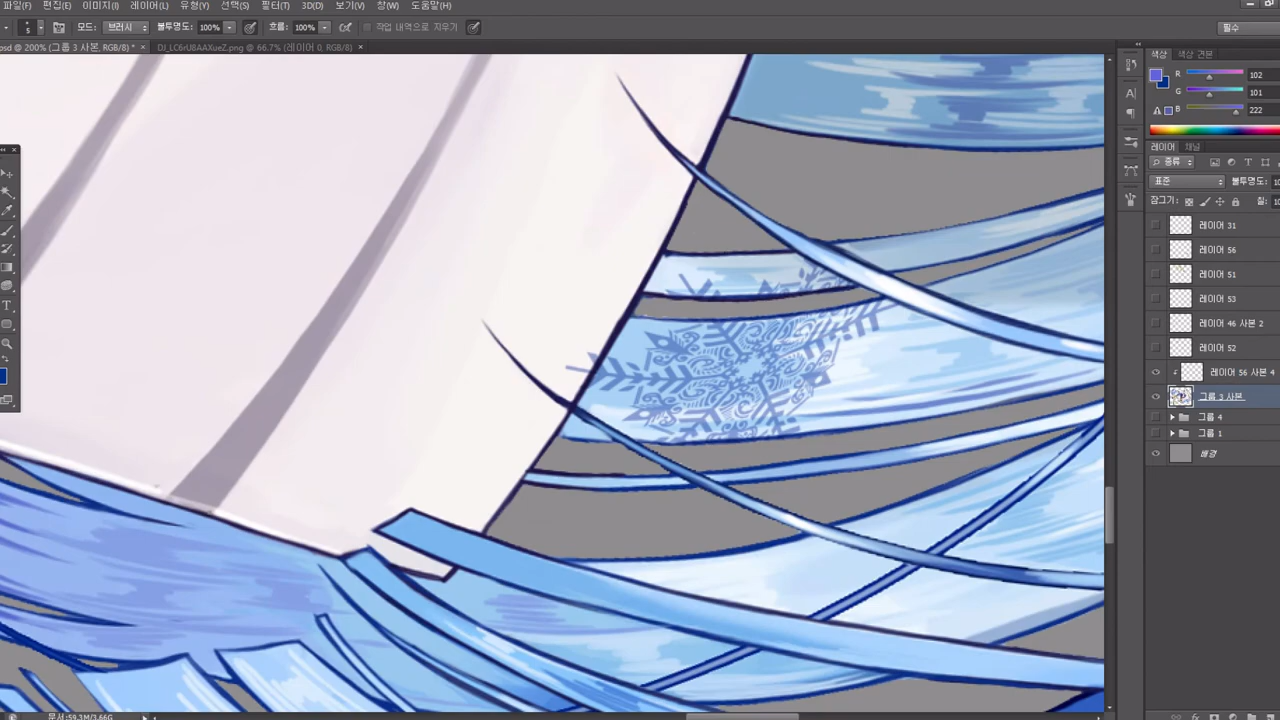 파일(F) 편집(E) 이미지(I) 레이어(L) 유형(Y) 선택(S) 필터(T) 3D(D) 보기(V) 창(W) 도움말(H)
5 모드: 브러시 불투명도: 100% 흐름: 100% 작업 내역으로 지우기 필수
psd @ 200% (그룹 3 사본, RGB/8) * × DJ_LC6rU8AAXueZ.png @ 66.7% (레이어 0, RGB/8) ×
색상 색상 견본
R 102
G 101
B 222
레이어 채널
종류
표준 불투명도: 10
잠그기: 칠: 10
레이어 31
레이어 56
레이어 51
레이어 53
레이어 46 사본 2
레이어 52
레이어 56 사본 4
그룹 3 사본
그룹 4
그룹 1
배경
문서:59.3M/3.66G